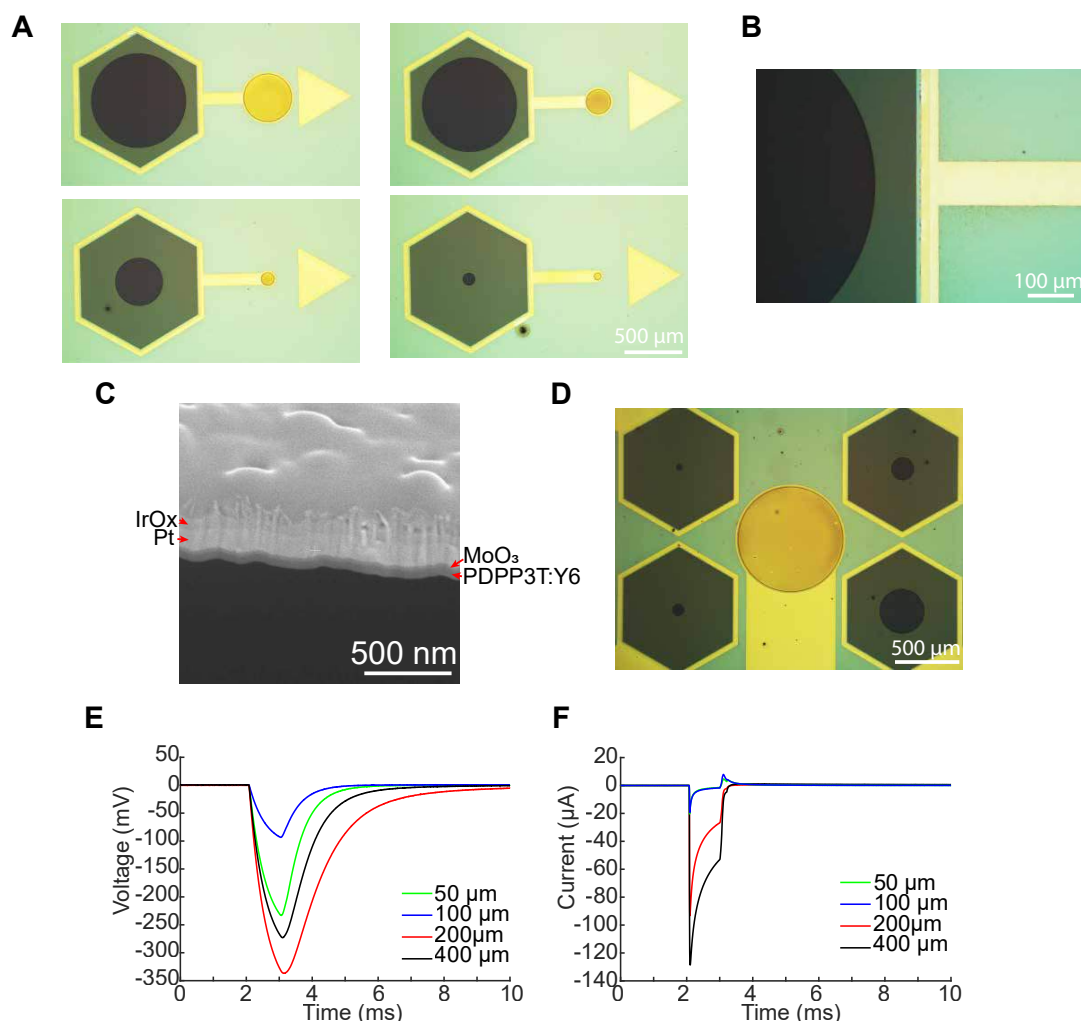 A
B
500 µm
100 µm
C
D
IrOx
Pt
MoO₃
PDPP3T:Y6
500 nm
500 µm
E
F
50
0
-50
-100
-150
-200
-250
-300
-350
Voltage (mV)
0 2 4 6 8 10
Time (ms)
50 µm
100 µm
200µm
400 µm
20
0
-20
-40
-60
-80
-100
-120
-140
Current (µA)
0 2 4 6 8 10
Time (ms)
50 µm
100 µm
200 µm
400 µm